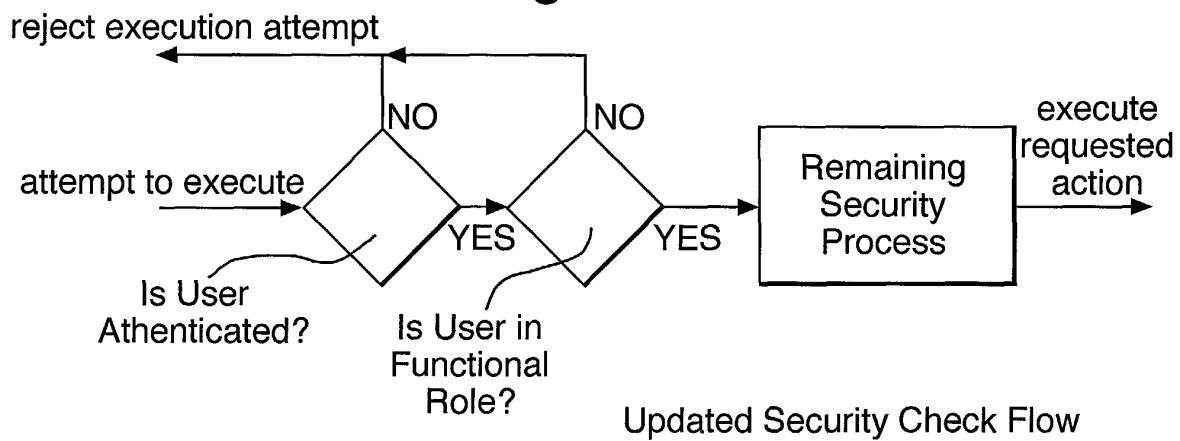 reject execution attempt
NO
NO
attempt to execute
YES
YES
Remaining
Security
Process
execute
requested
action
Is User
Athenticated?
Is User in
Functional
Role?
Updated Security Check Flow